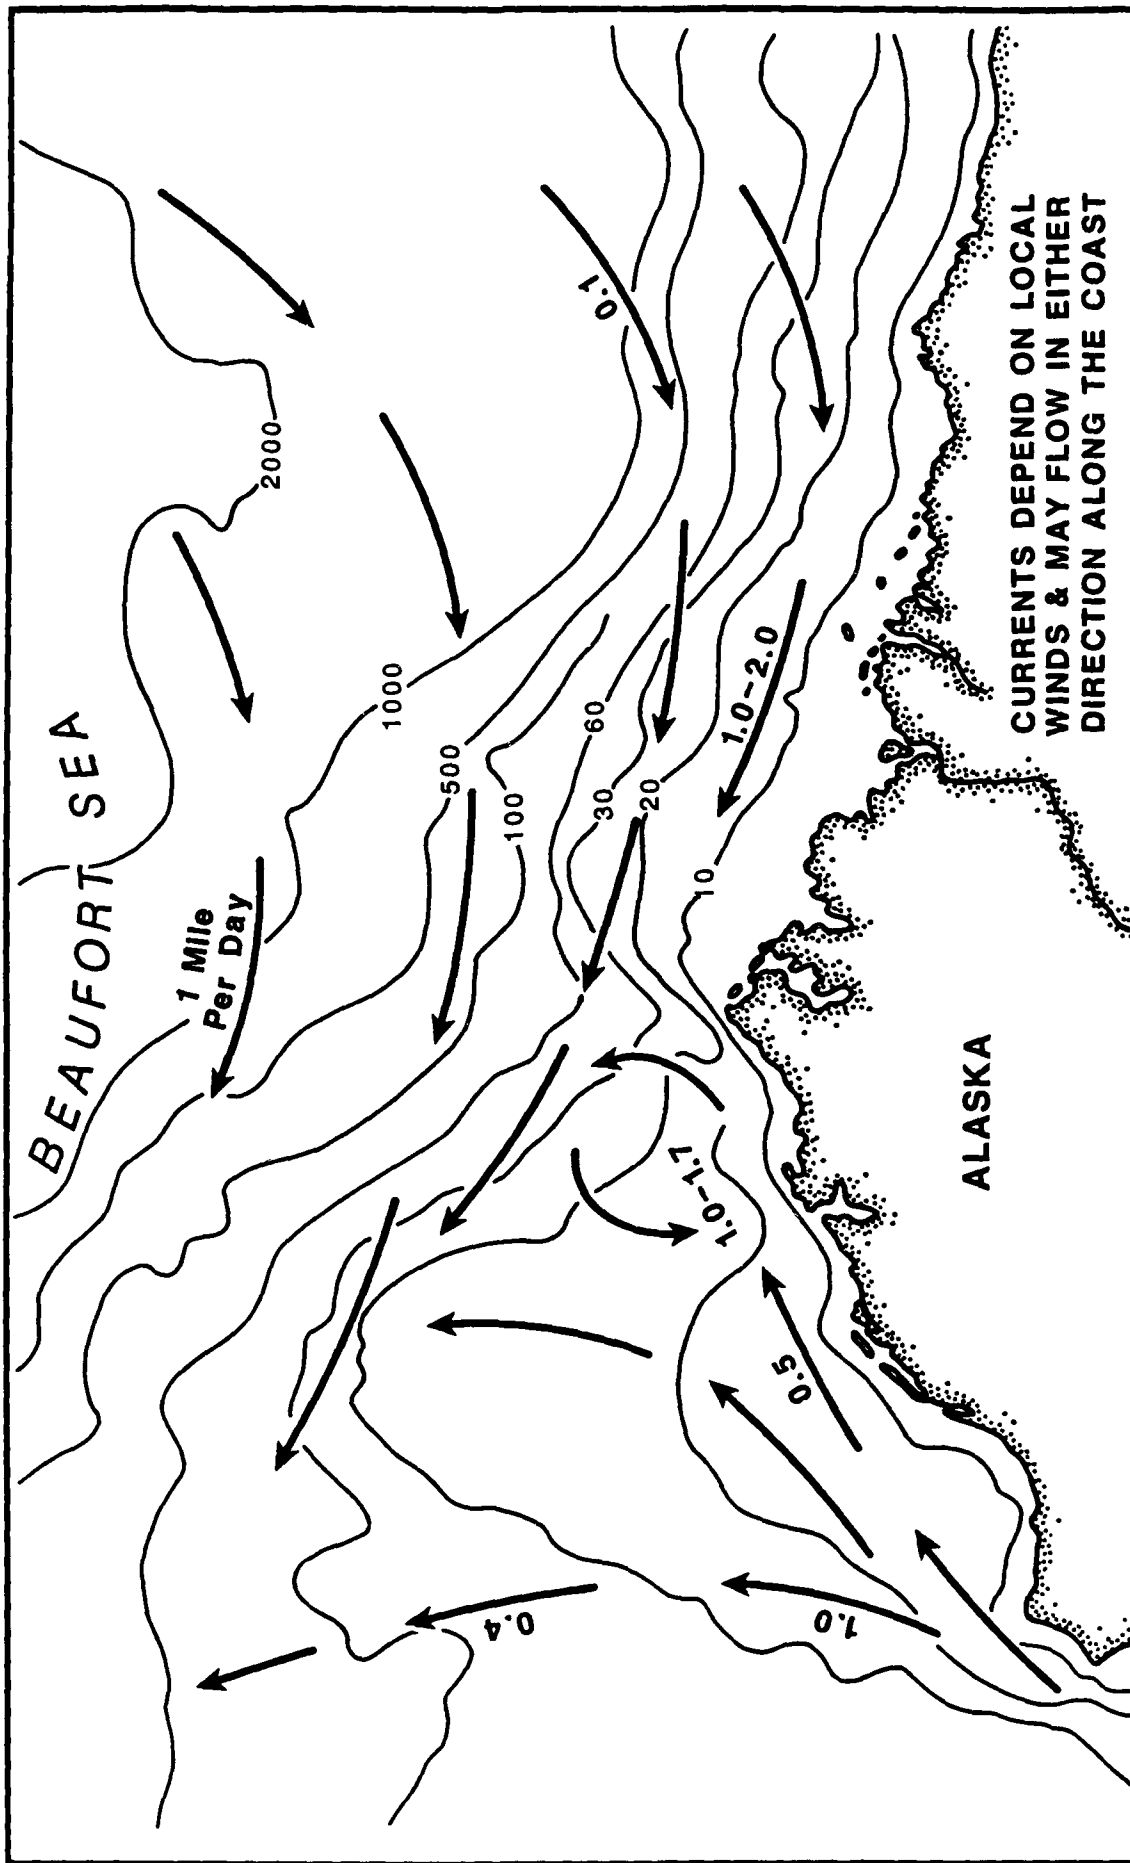 BEAUFORT SEA
1 Mile
Per Day
2000
1000
500
100
60
30
20
10
0.1
1.0-2.0
1.0-1.7
0.5
1.0
0.4
ALASKA
CURRENTS DEPEND ON LOCAL
WINDS & MAY FLOW IN EITHER
DIRECTION ALONG THE COAST